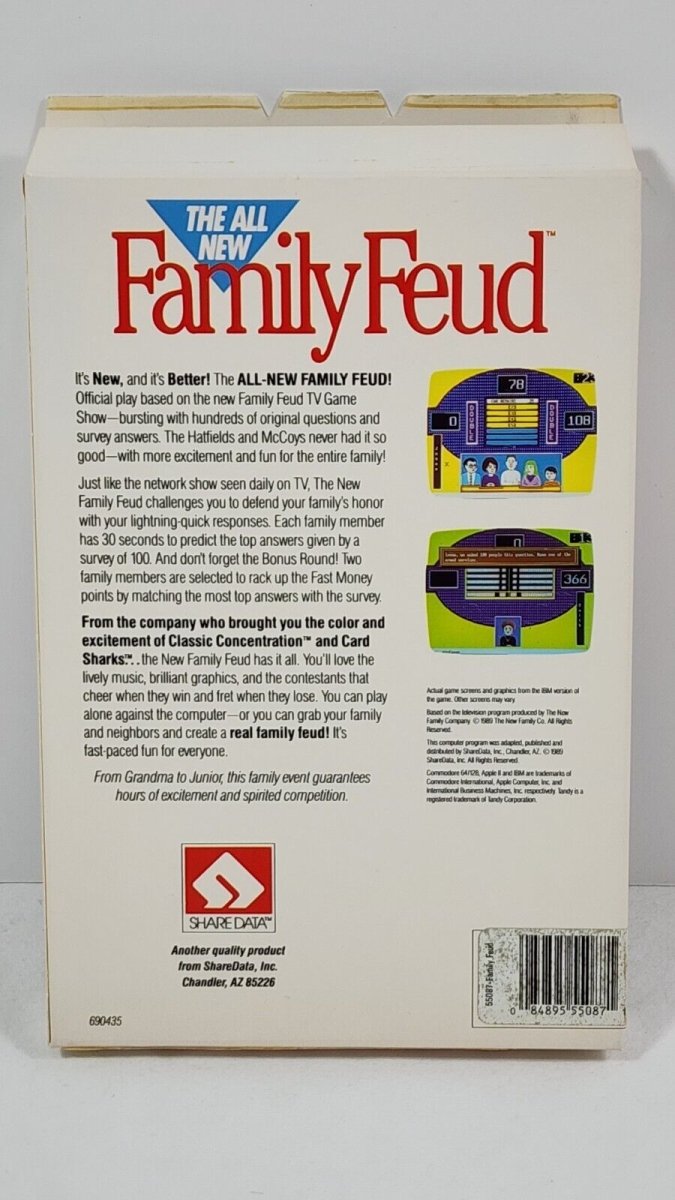 THE ALL
NEW
Family Feud™
It's New, and it's Better! The ALL-NEW FAMILY FEUD!
Official play based on the new Family Feud TV Game
Show—bursting with hundreds of original questions and
survey answers. The Hatfields and McCoys never had it so
good—with more excitement and fun for the entire family!
Just like the network show seen daily on TV, The New
Family Feud challenges you to defend your family's honor
with your lightning-quick responses. Each family member
has 30 seconds to predict the top answers given by a
survey of 100. And don't forget the Bonus Round! Two
family members are selected to rack up the Fast Money
points by matching the most top answers with the survey.
From the company who brought you the color and
excitement of Classic Concentration™ and Card
Sharks™. . .the New Family Feud has it all. You'll love the
lively music, brilliant graphics, and the contestants that
cheer when they win and fret when they lose. You can play
alone against the computer—or you can grab your family
and neighbors and create a real family feud! It's
fast-paced fun for everyone.
From Grandma to Junior, this family event guarantees
hours of excitement and spirited competition.
78
0
DOUBLE
DOUBLE
108
0
366
Actual game screens and graphics from the IBM version of
the game. Other screens may vary.
Based on the television program produced by The New
Family Company. © 1989 The New Family Co. All Rights
Reserved.
This computer program was adapted, published and
distributed by ShareData, Inc., Chandler, AZ. © 1989
ShareData, Inc. All Rights Reserved.
Commodore 64/128, Apple II and IBM are trademarks of
Commodore International, Apple Computer, Inc. and
International Business Machines, Inc. respectively. Tandy is a
registered trademark of Tandy Corporation.
SHARE DATA™
Another quality product
from ShareData, Inc.
Chandler, AZ 85226
690435
55087-Family Feud
0 84895 55087